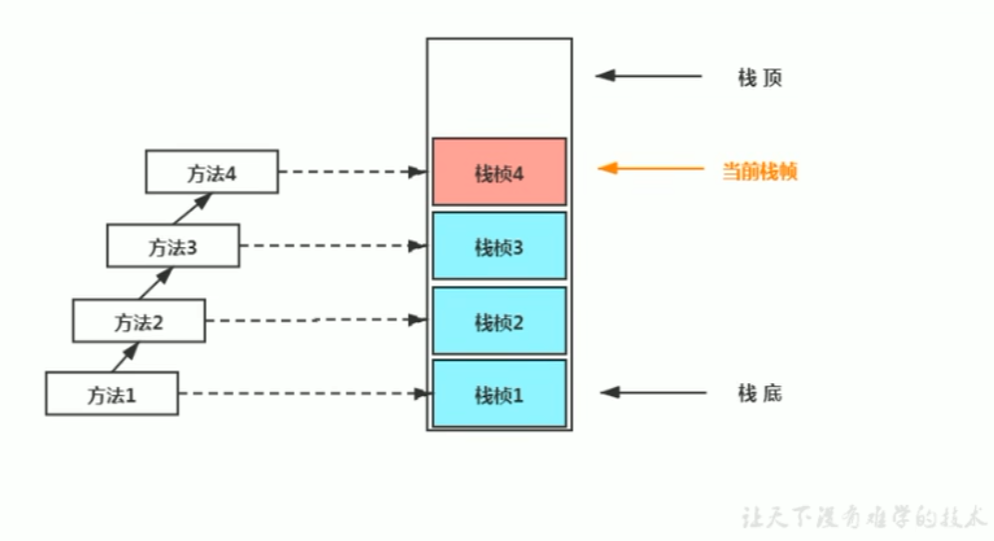 栈 顶
方法4
栈桢4
当前栈帧
方法3
栈桢3
方法2
栈桢2
方法1
栈桢1
栈 底
让天下没有难学的技术